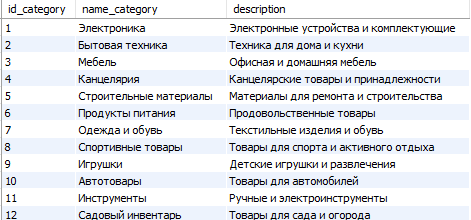 id_category name_category description
1 Электроника Электронные устройства и комплектующие
2 Бытовая техника Техника для дома и кухни
3 Мебель Офисная и домашняя мебель
4 Канцелярия Канцелярские товары и принадлежности
5 Строительные материалы Материалы для ремонта и строительства
6 Продукты питания Продовольственные товары
7 Одежда и обувь Текстильные изделия и обувь
8 Спортивные товары Товары для спорта и активного отдыха
9 Игрушки Детские игрушки и развлечения
10 Автотовары Товары для автомобилей
11 Инструменты Ручные и электроинструменты
12 Садовый инвентарь Товары для сада и огорода